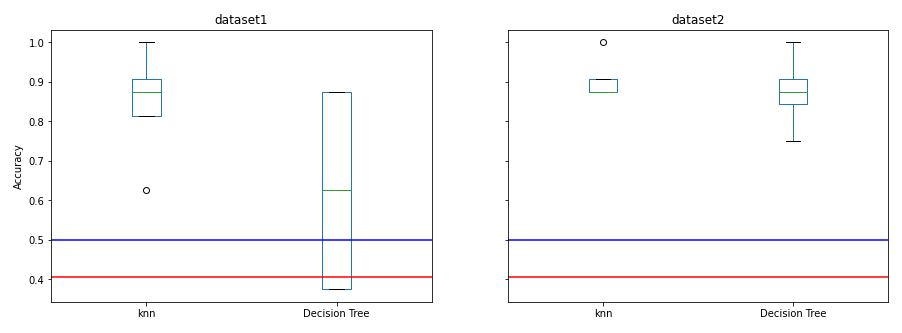 dataset1
dataset2
Accuracy
1.0
0.9
0.8
0.7
0.6
0.5
0.4
knn
Decision Tree
knn
Decision Tree